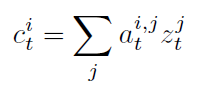 $c_t^i = \sum_j a_t^{i,j} z_t^j$